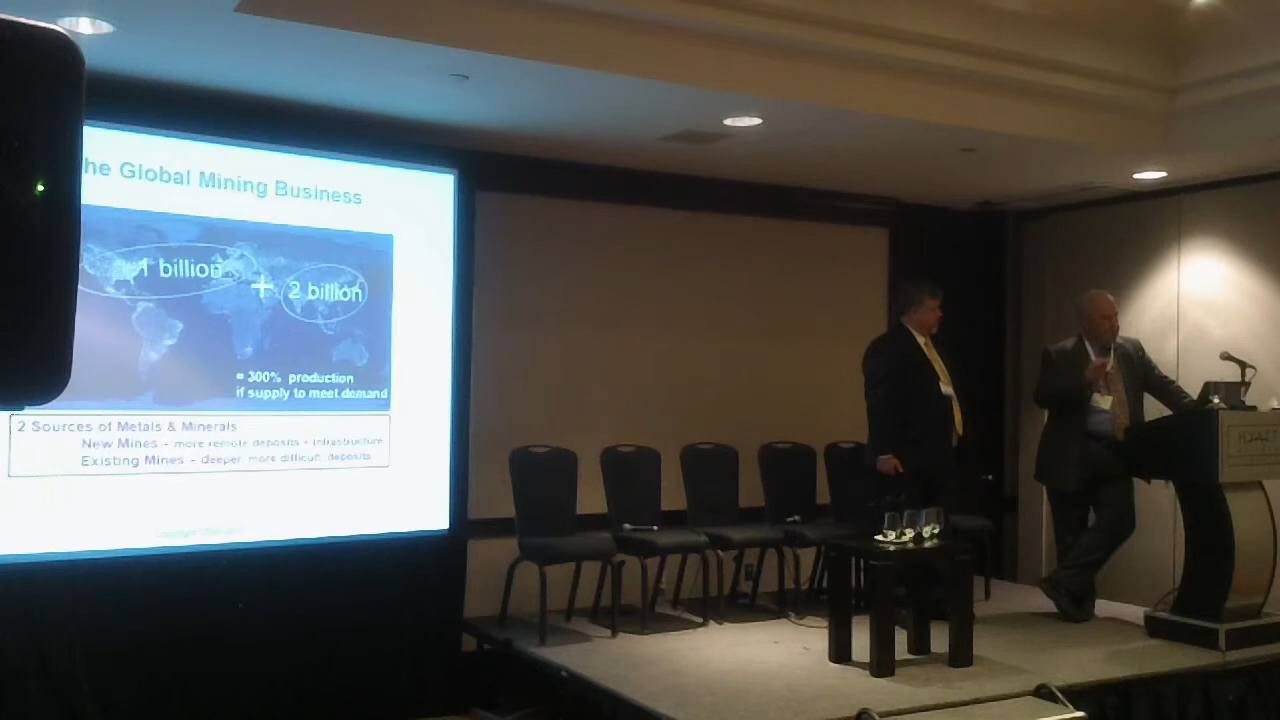 he Global Mining Business
1 billion
+
2 billion
= 300% production
if supply to meet demand
2 Sources of Metals & Minerals
New Mines - more remote deposits - infrastructure
Existing Mines - deeper, more difficult deposits
HYATT